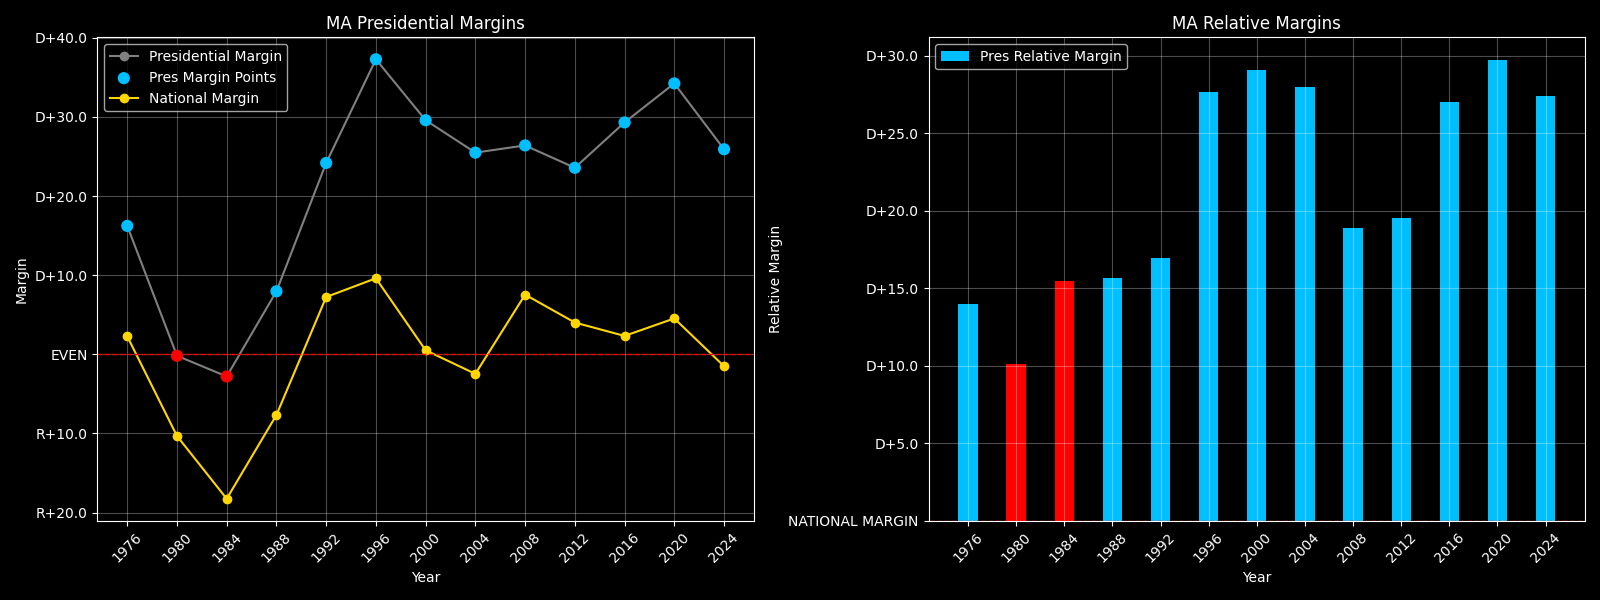 MA Presidential Margins
Presidential Margin
Pres Margin Points
National Margin
D+40.0
D+30.0
D+20.0
D+10.0
EVEN
R+10.0
R+20.0
Margin
1976
1980
1984
1988
1992
1996
2000
2004
2008
2012
2016
2020
2024
Year
MA Relative Margins
Pres Relative Margin
D+30.0
D+25.0
D+20.0
D+15.0
D+10.0
D+5.0
NATIONAL MARGIN
Relative Margin
1976
1980
1984
1988
1992
1996
2000
2004
2008
2012
2016
2020
2024
Year